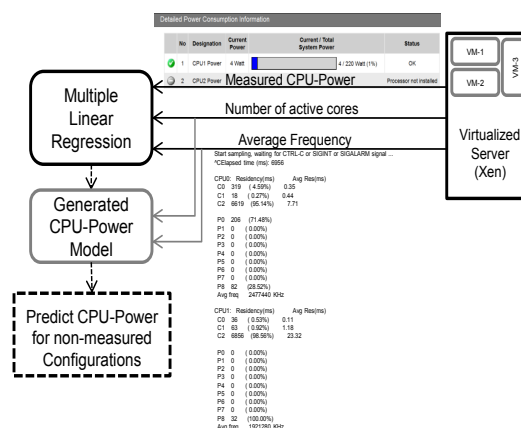 Detailed Power Consumption Information
No Designation Current Power Current / Total System Power Status
1 CPU1 Power 4 Watt 4 / 220 Watt (1%) OK
2 CPU2 Power Processor not installed
Measured CPU-Power
Number of active cores
Average Frequency
VM-1
VM-2
VM-3
Virtualized
Server
(Xen)
Multiple
Linear
Regression
Generated
CPU-Power
Model
Predict CPU-Power
for non-measured
Configurations
Start sampling, waiting for CTRL-C or SIGINT or SIGALARM signal ...
^CElapsed time (ms): 6956
CPU0: Residency(ms) Avg Res(ms)
C0 319 ( 4.59%) 0.35
C1 18 ( 0.27%) 0.44
C2 6619 (95.14%) 7.71
P0 206 (71.48%)
P1 0 ( 0.00%)
P2 0 ( 0.00%)
P3 0 ( 0.00%)
P4 0 ( 0.00%)
P5 0 ( 0.00%)
P6 0 ( 0.00%)
P7 0 ( 0.00%)
P8 82 (28.52%)
Avg freq 2477440 KHz
CPU1: Residency(ms) Avg Res(ms)
C0 36 ( 0.53%) 0.11
C1 63 ( 0.92%) 1.18
C2 6856 (98.56%) 23.32
P0 0 ( 0.00%)
P1 0 ( 0.00%)
P2 0 ( 0.00%)
P3 0 ( 0.00%)
P4 0 ( 0.00%)
P5 0 ( 0.00%)
P6 0 ( 0.00%)
P7 0 ( 0.00%)
P8 32 (100.00%)
Avg freq 1921280 KHz